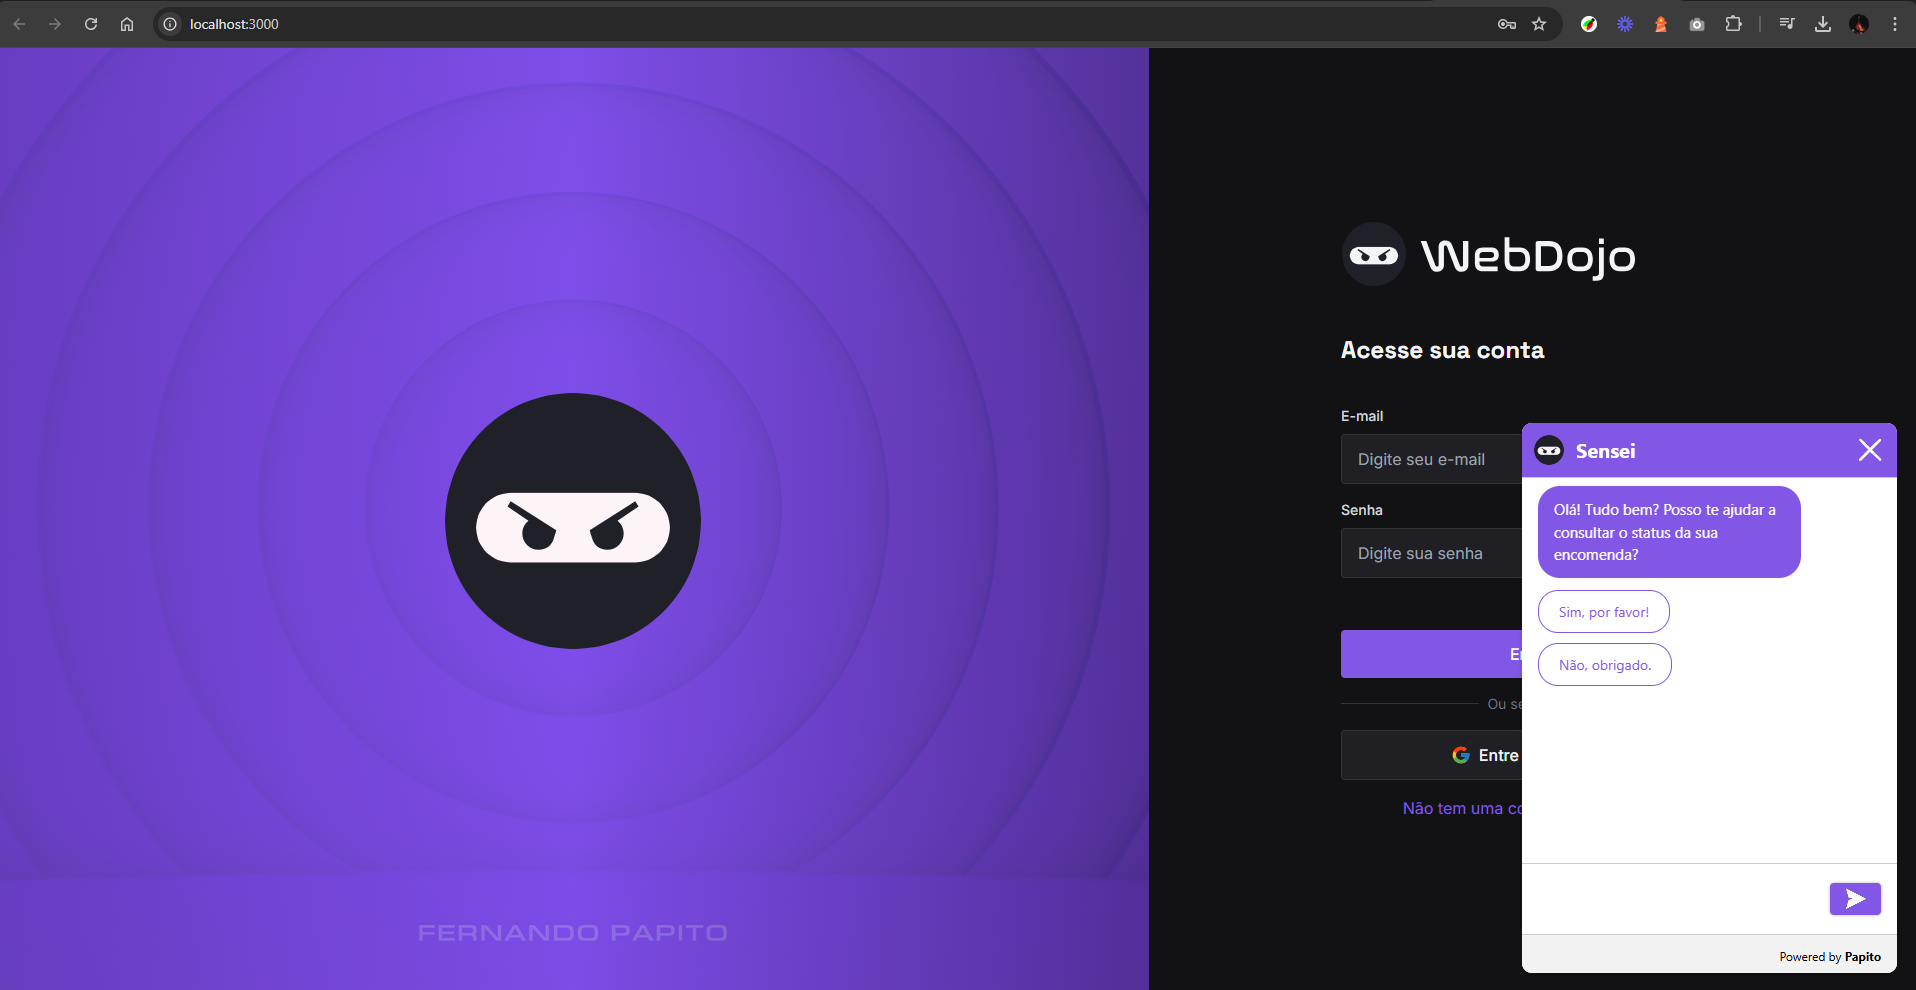 localhost:3000
WebDojo
Acesse sua conta
E-mail
Digite seu e-mail
Senha
Digite sua senha
Ou
Entre
Não tem uma
FERNANDO PAPITO
Sensei
Olá! Tudo bem? Posso te ajudar a
consultar o status da sua
encomenda?
Sim, por favor!
Não, obrigado.
Powered by Papito